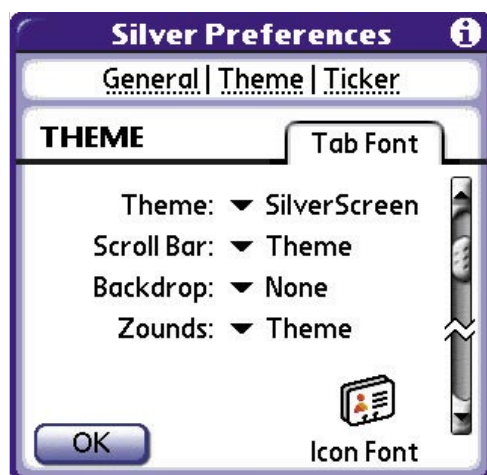 Silver Preferences
General | Theme | Ticker
THEME
Tab Font
Theme: SilverScreen
Scroll Bar: Theme
Backdrop: None
Zounds: Theme
OK
Icon Font